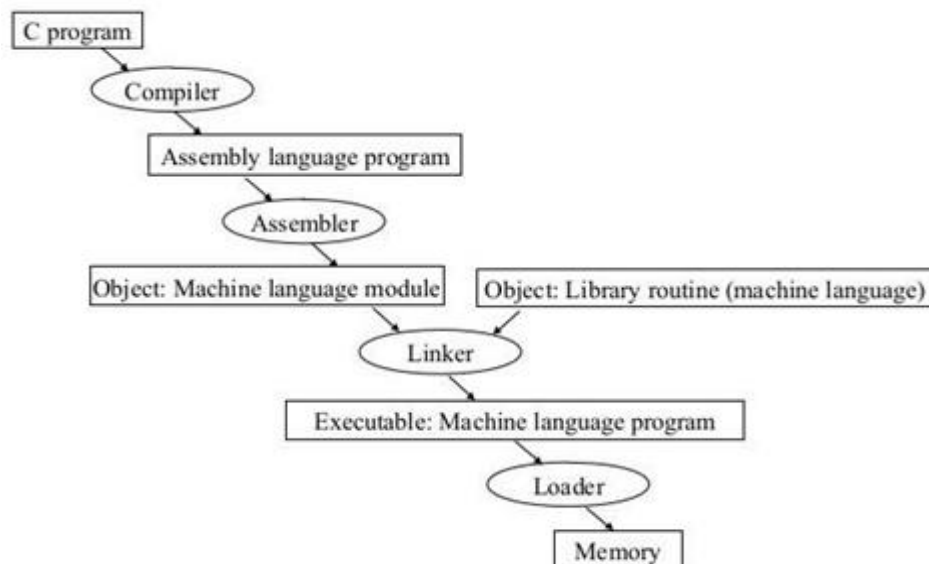 C program
Compiler
Assembly language program
Assembler
Object: Machine language module
Object: Library routine (machine language)
Linker
Executable: Machine language program
Loader
Memory